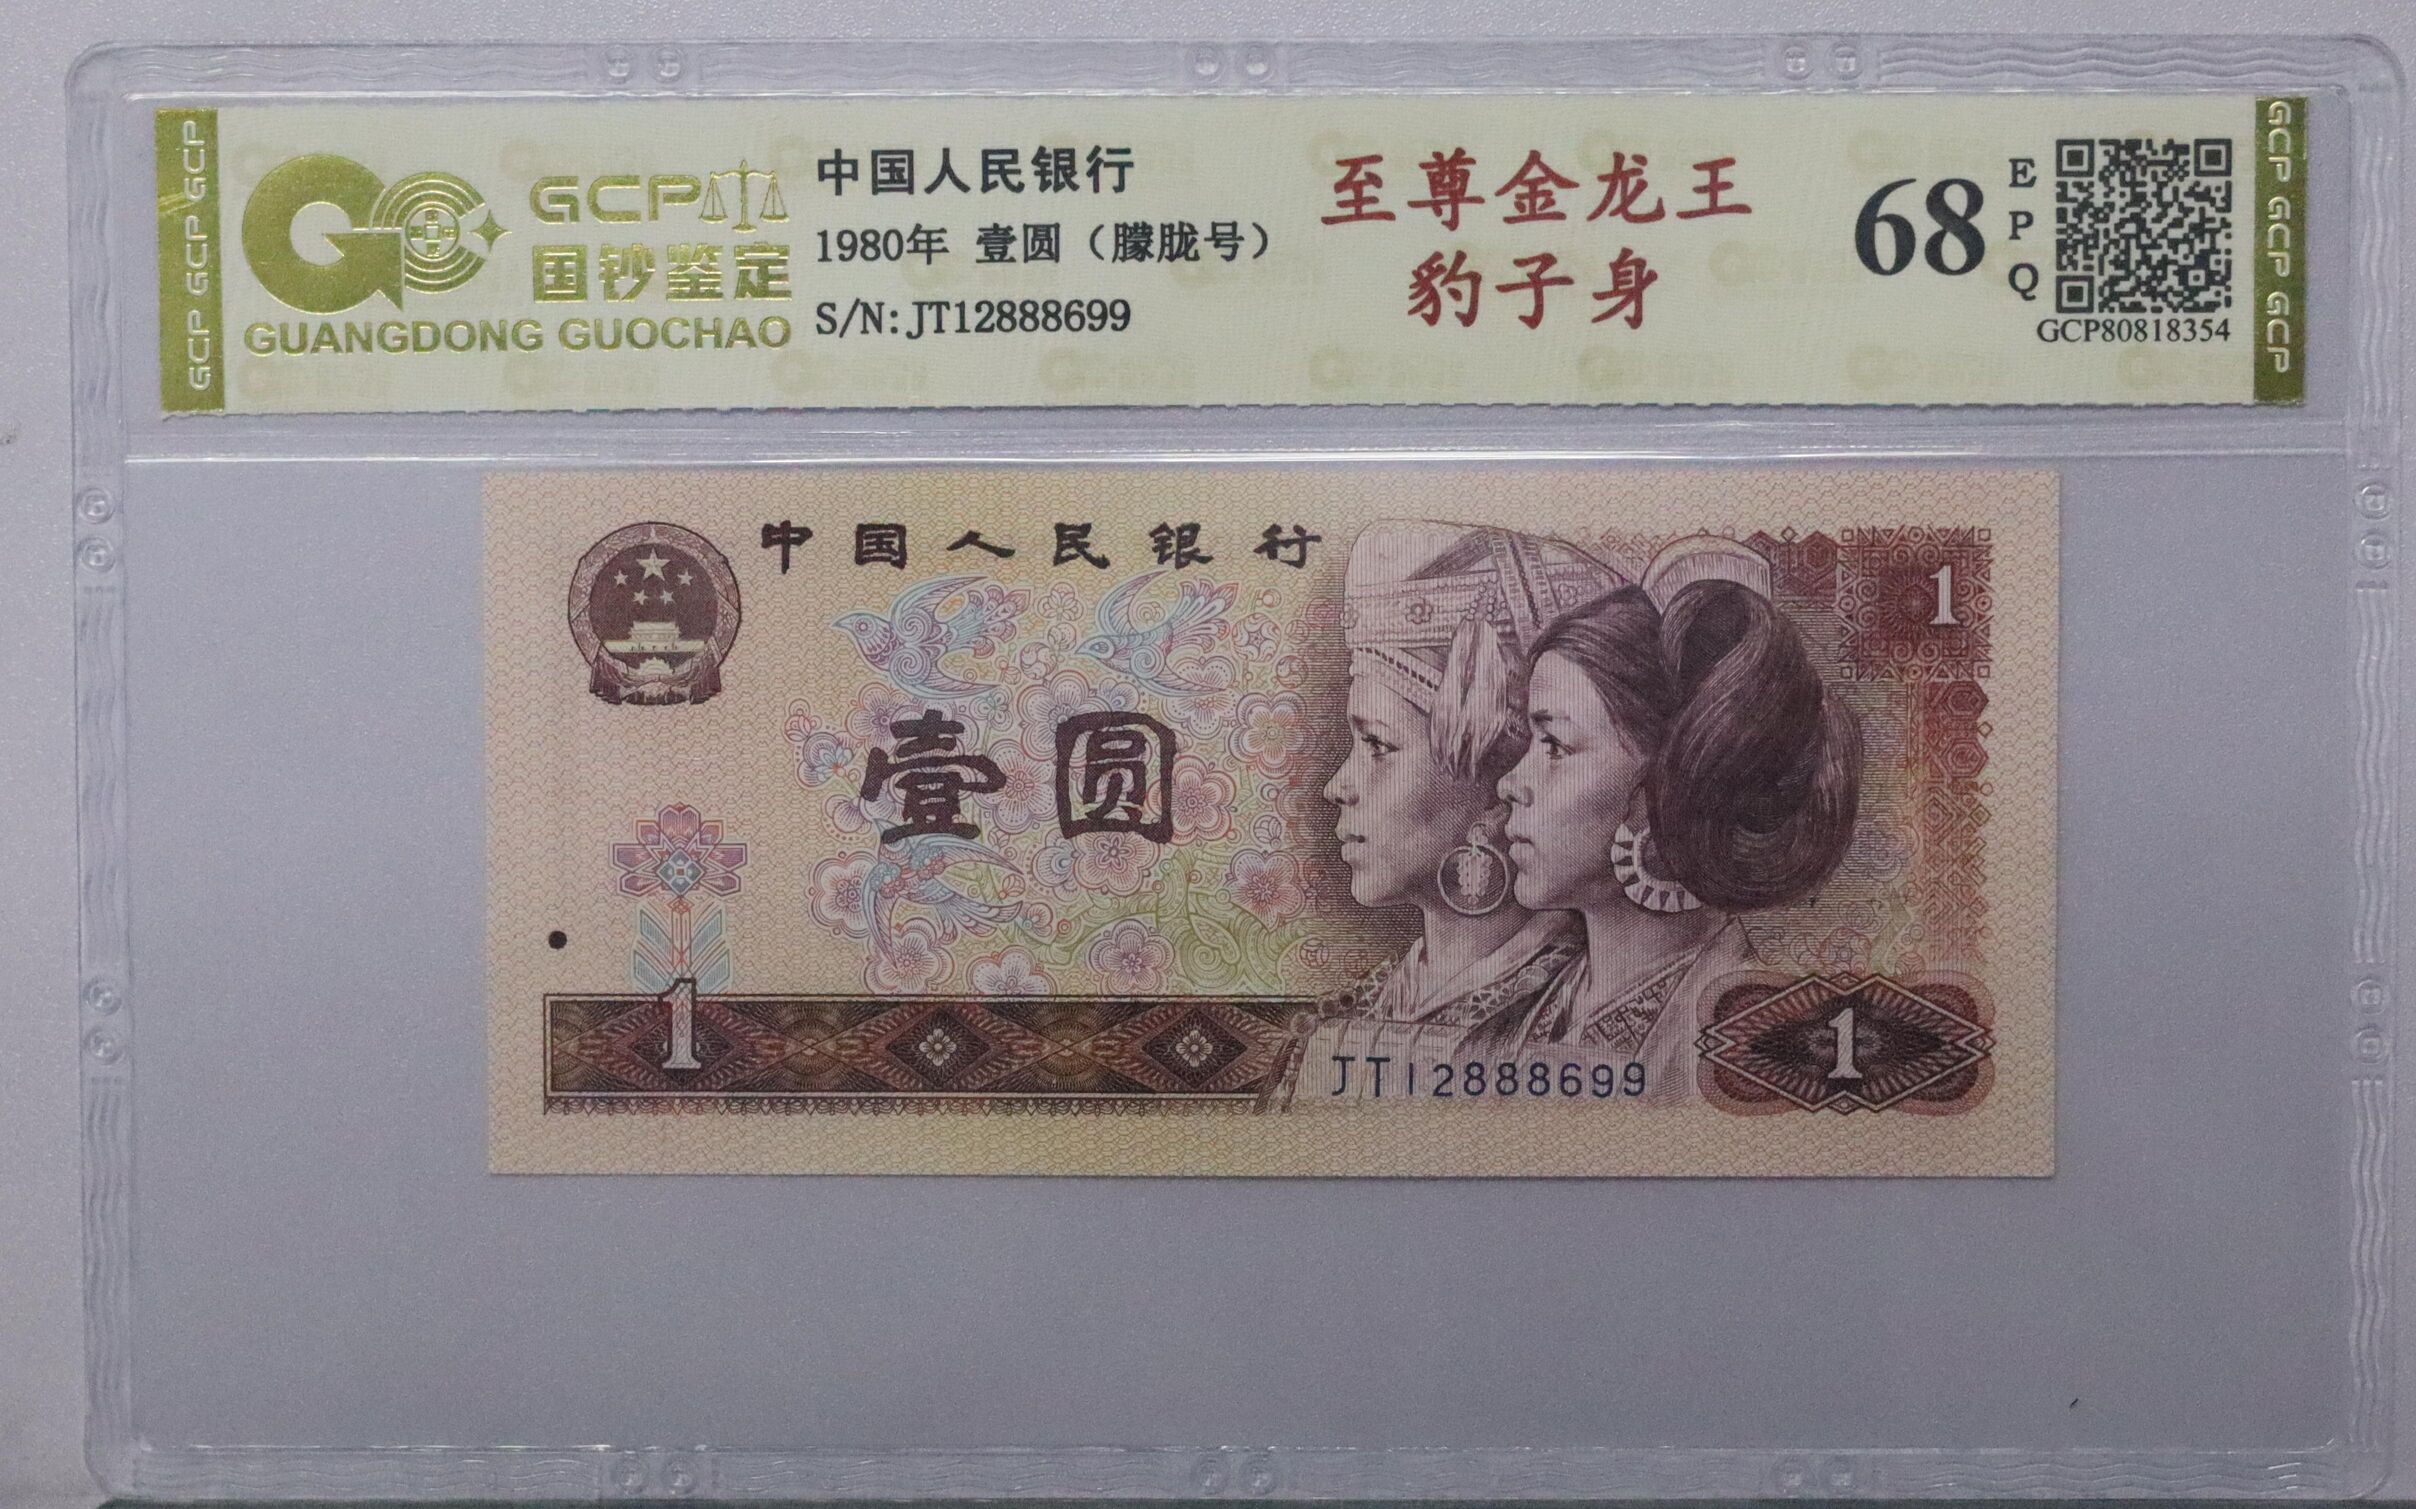 GCP GCP GCP
GCP
国钞鉴定
GUANGDONG GUOCHAO
中国人民银行
1980年 壹圆（朦胧号）
S/N:JT12888699
至尊金龙王
豹子身
68
EPQ
GCP80818354
GCP GCP GCP
中国人民银行
1
壹圆
1
1
JT12888699